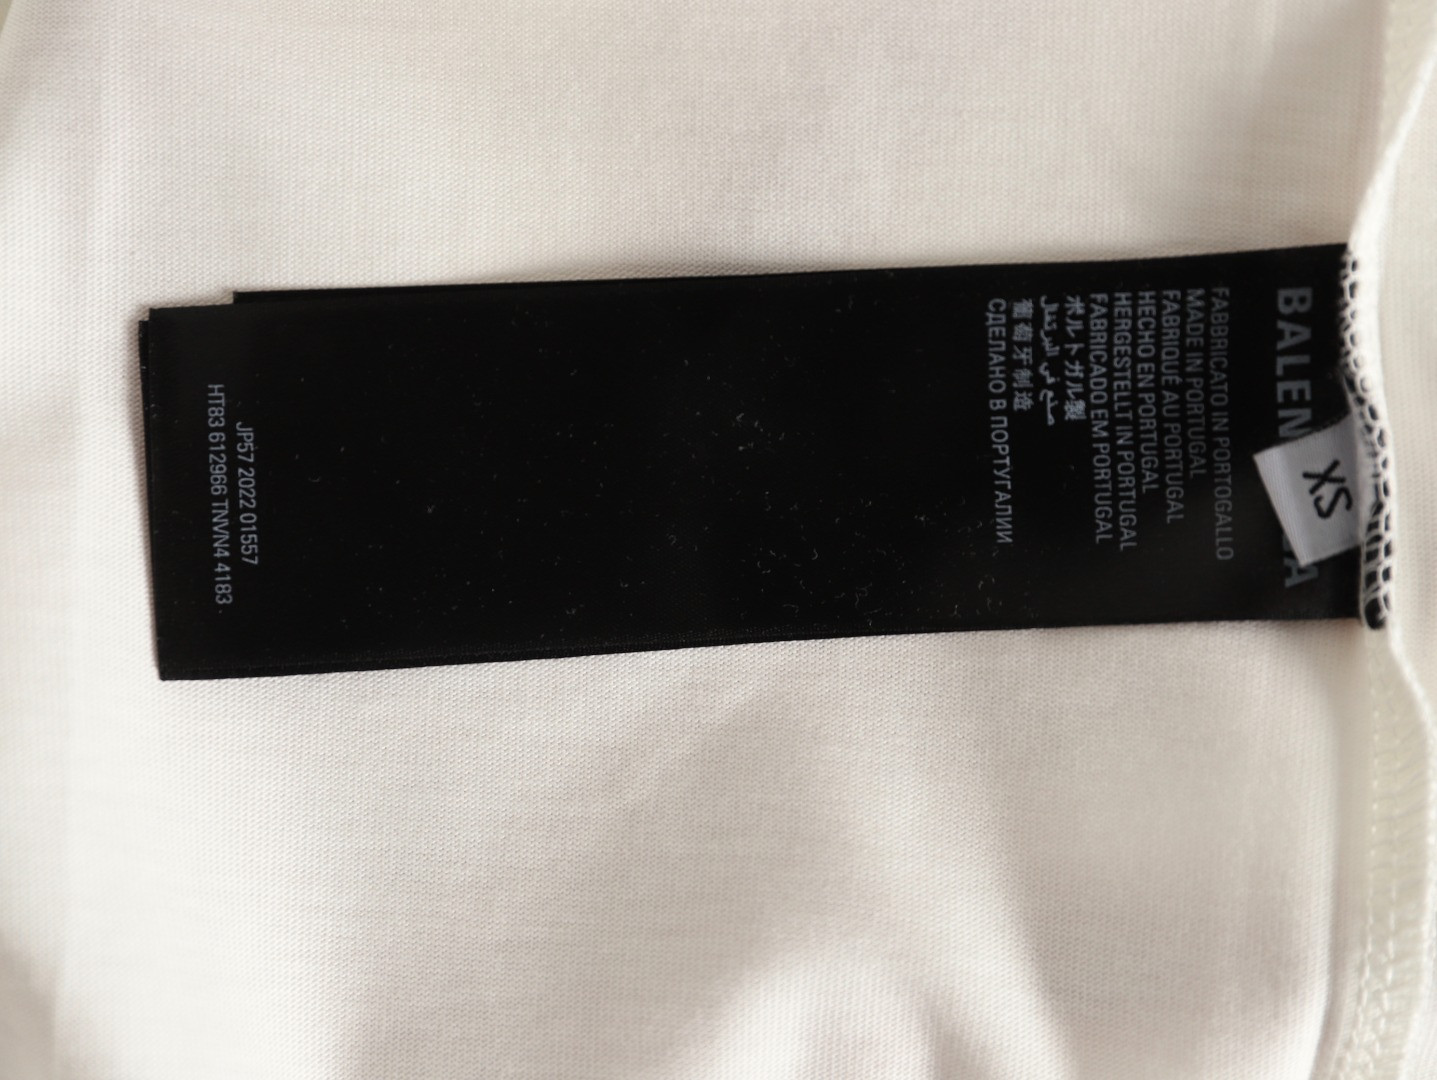 BALEN A
XS
FABBRICATO IN PORTOGALLO
MADE IN PORTUGAL
FABRIQUÉ AU PORTUGAL
HECHO EN PORTUGAL
HERGESTELLT IN PORTUGAL
FABRICADO EM PORTUGAL
ポルトガル製
صنع في البرتغال
葡萄牙制造
СДЕЛАНО В ПОРТУГАЛИИ
JP57 2022 01557
HT83 612966 TNVN4 4183